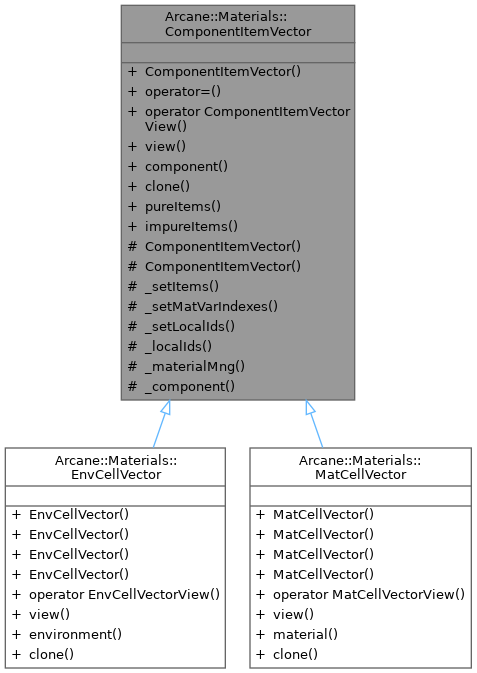 Arcane::Materials::
ComponentItemVector
+ ComponentItemVector()
+ operator=()
+ operator ComponentItemVector
View()
+ view()
+ component()
+ clone()
+ pureItems()
+ impureItems()
# ComponentItemVector()
# ComponentItemVector()
# _setItems()
# _setMatVarIndexes()
# _setLocalIds()
# _localIds()
# _materialMng()
# _component()
Arcane::Materials::
EnvCellVector
+ EnvCellVector()
+ EnvCellVector()
+ EnvCellVector()
+ EnvCellVector()
+ operator EnvCellVectorView()
+ view()
+ environment()
+ clone()
Arcane::Materials::
MatCellVector
+ MatCellVector()
+ MatCellVector()
+ MatCellVector()
+ MatCellVector()
+ operator MatCellVectorView()
+ view()
+ material()
+ clone()